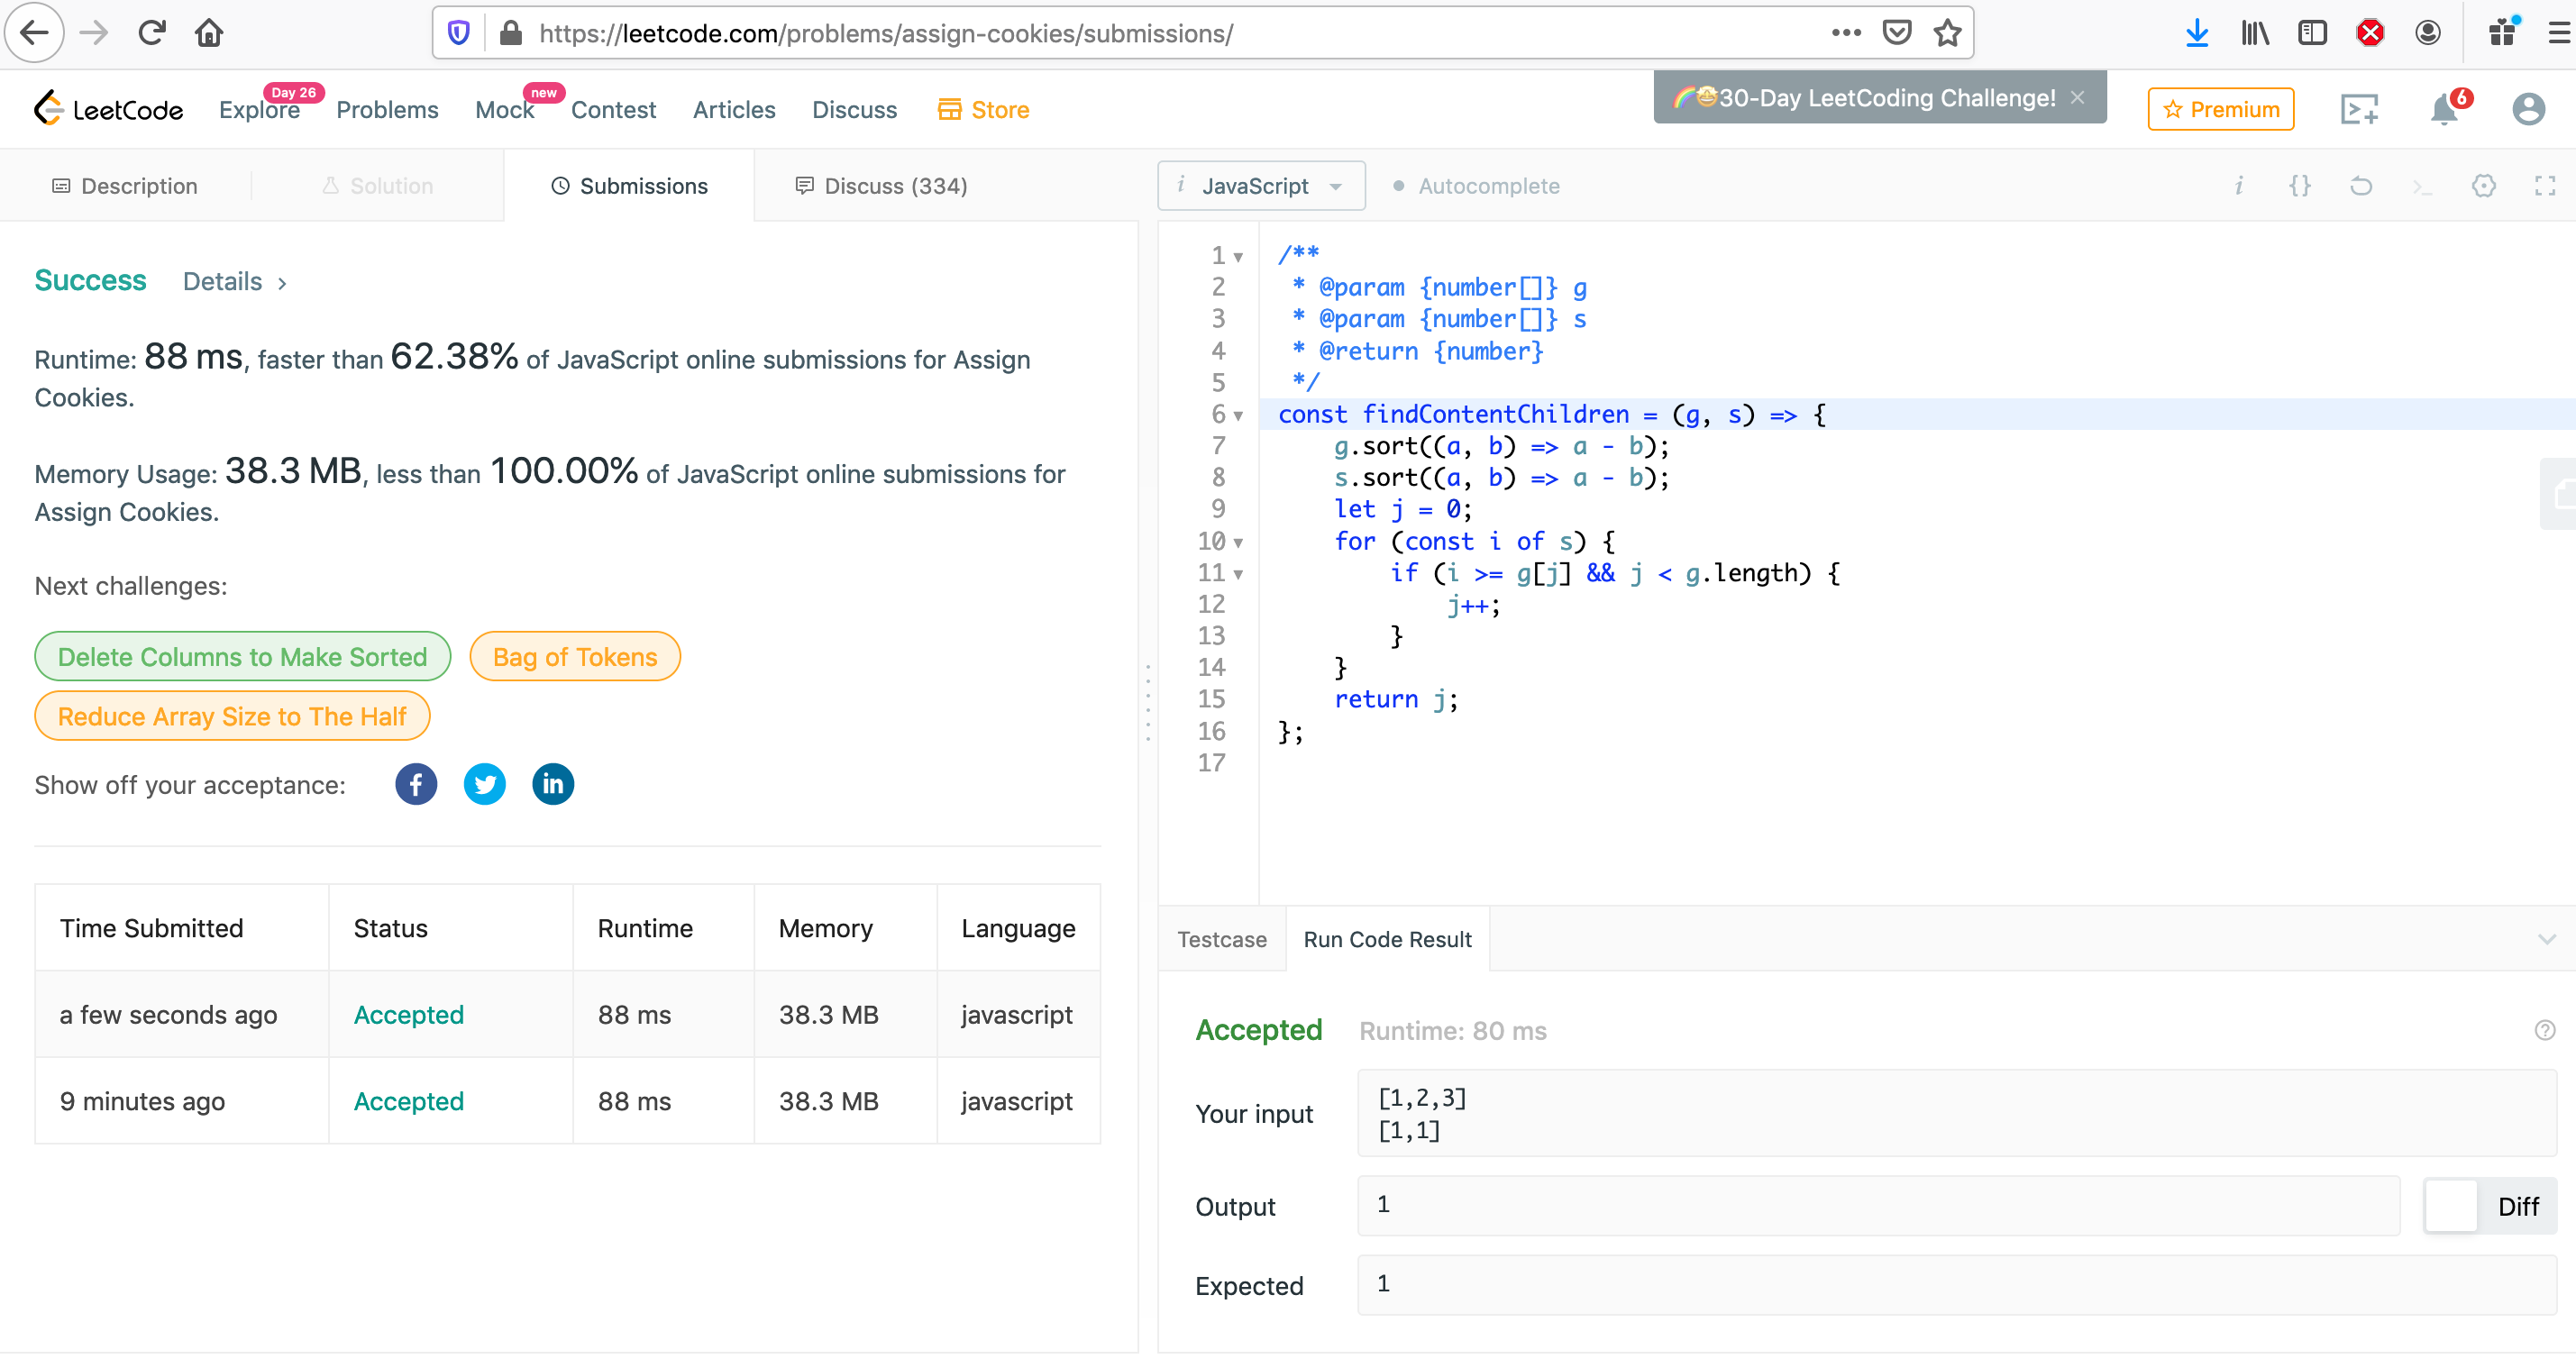 https://leetcode.com/problems/assign-cookies/submissions/
LeetCode
Explore
Day 26
Problems
Mock
new
Contest
Articles
Discuss
Store
🌈🤩30-Day LeetCoding Challenge!
Premium
6
Description
Solution
Submissions
Discuss (334)
i JavaScript
Autocomplete
Success Details
Runtime: 88 ms, faster than 62.38% of JavaScript online submissions for Assign
Cookies.
Memory Usage: 38.3 MB, less than 100.00% of JavaScript online submissions for
Assign Cookies.
Next challenges:
Delete Columns to Make Sorted
Bag of Tokens
Reduce Array Size to The Half
Show off your acceptance:
Time Submitted Status Runtime Memory Language
a few seconds ago Accepted 88 ms 38.3 MB javascript
9 minutes ago Accepted 88 ms 38.3 MB javascript
1 /**
2 * @param {number[]} g
3 * @param {number[]} s
4 * @return {number}
5 */
6 const findContentChildren = (g, s) => {
7 g.sort((a, b) => a - b);
8 s.sort((a, b) => a - b);
9 let j = 0;
10 for (const i of s) {
11 if (i >= g[j] && j < g.length) {
12 j++;
13 }
14 }
15 return j;
16 };
17
Testcase
Run Code Result
Accepted Runtime: 80 ms
Your input
[1,2,3]
[1,1]
Output
1
Diff
Expected
1